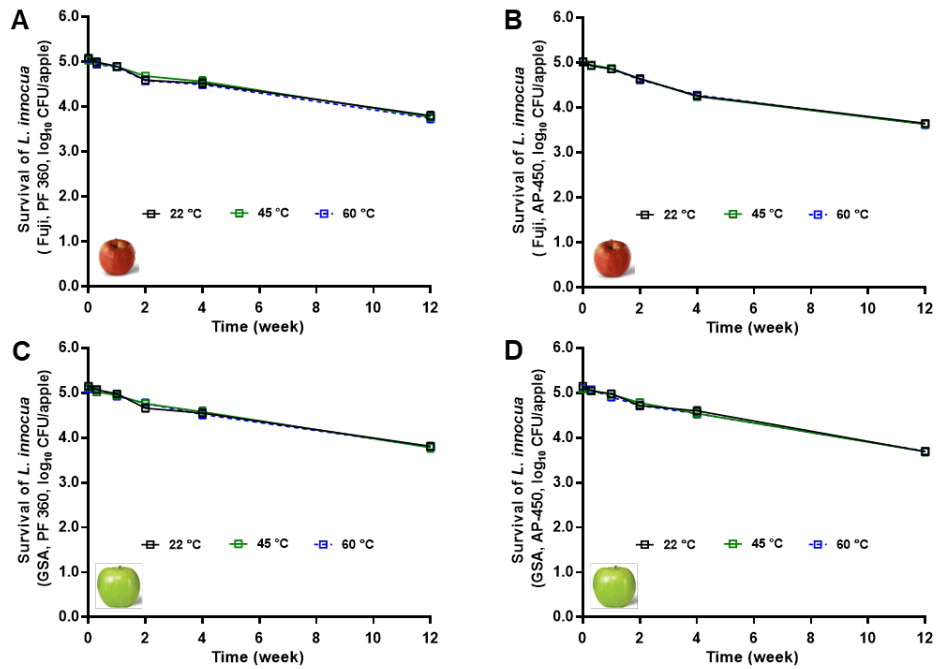 A
Survival of L. innocua
( Fuji, PF 360, log10 CFU/apple)
6.0
5.0
4.0
3.0
2.0
1.0
0.0
22 °C 45 °C 60 °C
0 2 4 6 8 10 12
Time (week)
B
Survival of L. innocua
( Fuji, AP-450, log10 CFU/apple)
6.0
5.0
4.0
3.0
2.0
1.0
0.0
22 °C 45 °C 60 °C
0 2 4 6 8 10 12
Time (week)
C
Survival of L. innocua
(GSA, PF 360, log10 CFU/apple)
6.0
5.0
4.0
3.0
2.0
1.0
0.0
22 °C 45 °C 60 °C
0 2 4 6 8 10 12
Time (week)
D
Survival of L. innocua
(GSA, AP-450, log10 CFU/apple)
6.0
5.0
4.0
3.0
2.0
1.0
0.0
22 °C 45 °C 60 °C
0 2 4 6 8 10 12
Time (week)